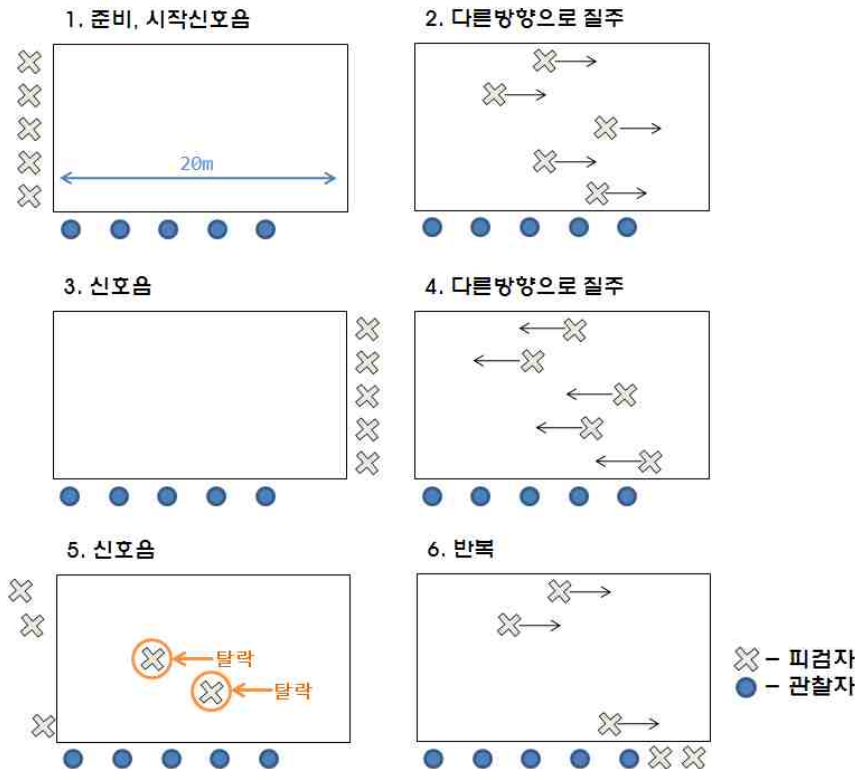 1. 준비, 시작신호음
2. 다른방향으로 질주
20m
3. 신호음
4. 다른방향으로 질주
5. 신호음
6. 반복
탈락
탈락
– 피검자
– 관찰자